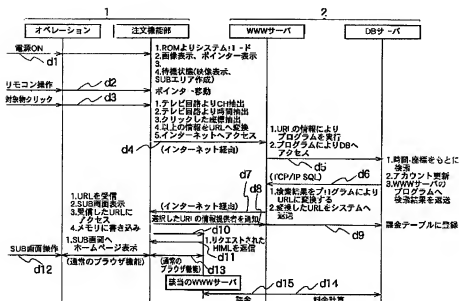 1
2
オペレーション
注文機能部
WWWサーバ
DBサーバ
電源ON
d1
1.ROMよりシステム
2.画像表示、ポインター表示
3.
4.待機状態(映像表示、
SUBエリア作成)
リモコン操作
d2
ポインター移動
対象物クリック
d3
1.テレビ回路よりCH抽出
2.テレビ回路より時間抽出
3.クリックした座標抽出
4.以上の情報をURLへ変換
5.インターネットへアクセス
d4
(インターネット経由)
1.URLの情報により
プログラムを実行
2.プログラムによりDBへ
アクセス
d5
1.時間・座標をもとに
検索
2.アカウント更新
3.WWWサーバの
プログラムへ
検索結果を返送
(TCP/IP SQL)
d6
1.検索結果をプログラムにより
URLに変換する
2.変換したURLをシステムへ
返送
d7
d8
(インターネット経由)
1.URLを受信
2.SUB画面表示
3.受信したURLに
アクセス
4.メモリに書き込み
選択したURLの情報提供者を追加
課金テーブルに登録
d9
d10
1.SUB画面へ
ホームページ表示
1.リクエストされた
HTMLを返信
d11
SUB画面操作
d12
(通常のブラウザ機能)
(通常の
ブラウザ機能)
d13
該当のWWWサーバ
d15
d14
課金
料金計算